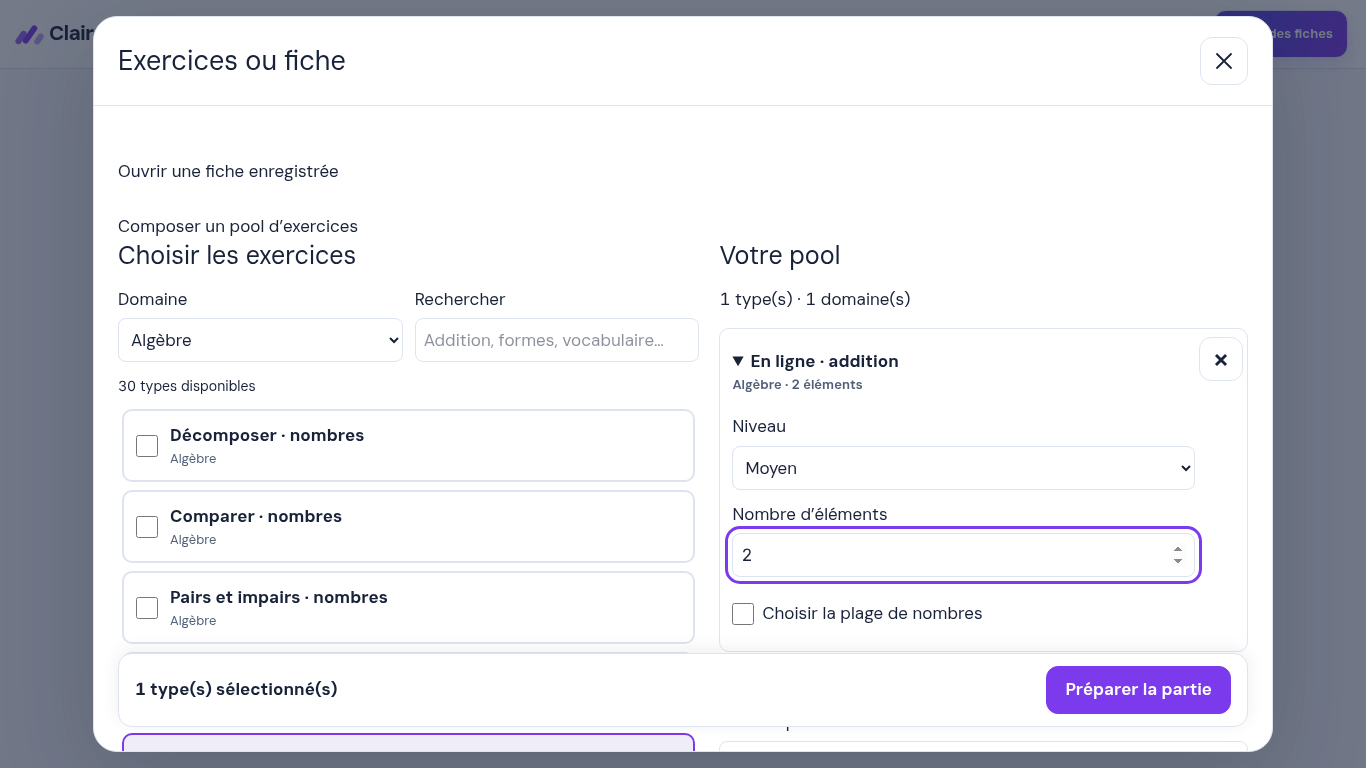 Clair
des fiches
Exercices ou fiche
Ouvrir une fiche enregistrée
Composer un pool d’exercices
Choisir les exercices
Domaine
Rechercher
Algèbre
Addition, formes, vocabulaire…
30 types disponibles
Décomposer · nombres
Algèbre
Comparer · nombres
Algèbre
Pairs et impairs · nombres
Algèbre
Votre pool
1 type(s) · 1 domaine(s)
En ligne · addition
Algèbre · 2 éléments
Niveau
Moyen
Nombre d’éléments
2
Choisir la plage de nombres
1 type(s) sélectionné(s)
Préparer la partie